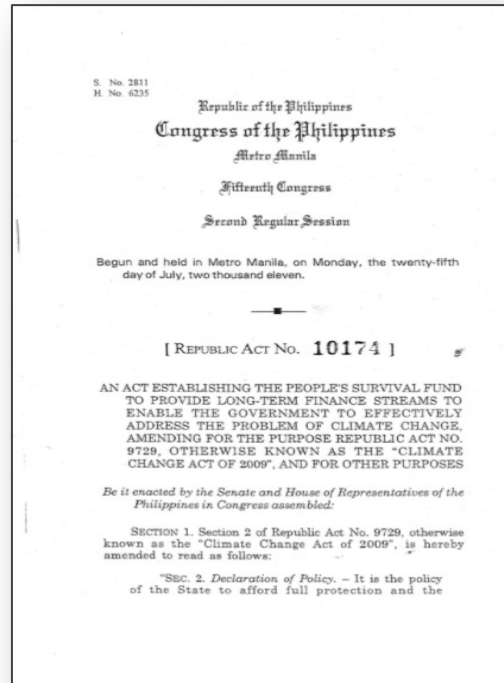 S. No. 2811
H. No. 6235
Republic of the Philippines
Congress of the Philippines
Metro Manila
Fifteenth Congress
Second Regular Session
Begun and held in Metro Manila, on Monday, the twenty-fifth
day of July, two thousand eleven.
[ REPUBLIC ACT NO. 10174 ]
AN ACT ESTABLISHING THE PEOPLE'S SURVIVAL FUND
TO PROVIDE LONG-TERM FINANCE STREAMS TO
ENABLE THE GOVERNMENT TO EFFECTIVELY
ADDRESS THE PROBLEM OF CLIMATE CHANGE,
AMENDING FOR THE PURPOSE REPUBLIC ACT NO.
9729, OTHERWISE KNOWN AS THE "CLIMATE
CHANGE ACT OF 2009", AND FOR OTHER PURPOSES
Be it enacted by the Senate and House of Representatives of the
Philippines in Congress assembled:
SECTION 1. Section 2 of Republic Act No. 9729, otherwise
known as the "Climate Change Act of 2009", is hereby
amended to read as follows:
"SEC. 2. Declaration of Policy. – It is the policy
of the State to afford full protection and the